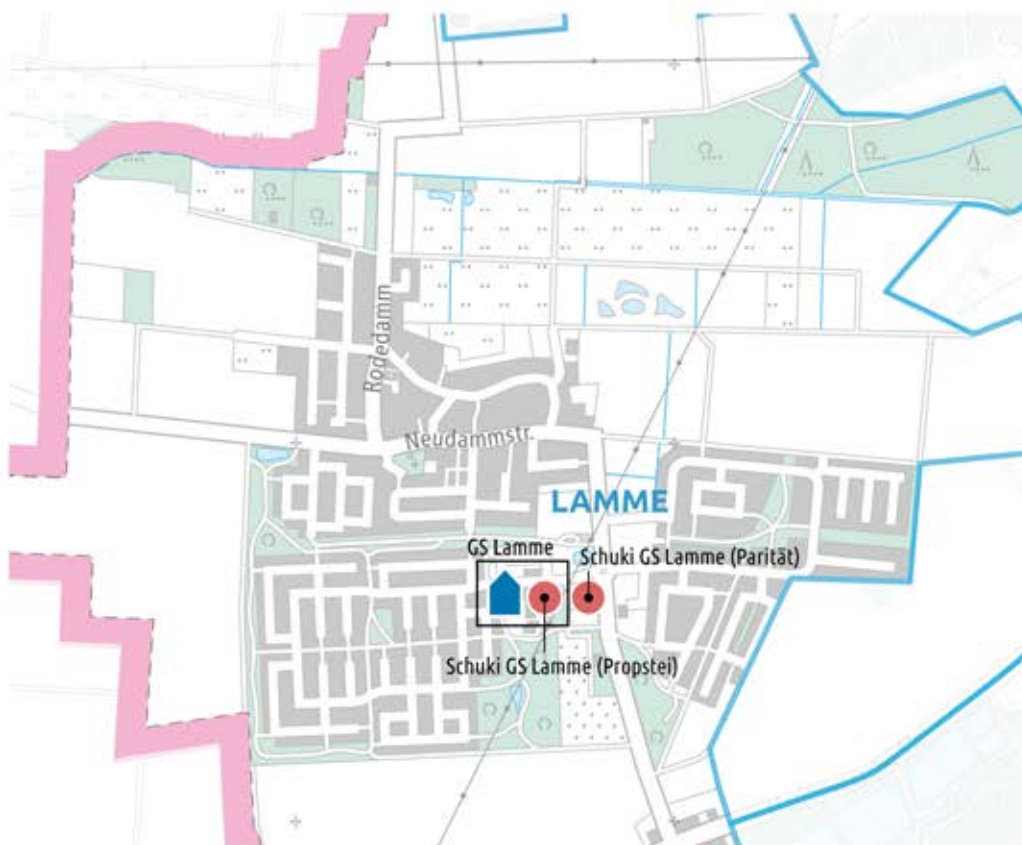 Rodedamm
Neudammstr.
LAMME
GS Lamme
Schuki GS Lamme (Parität)
Schuki GS Lamme (Propstei)